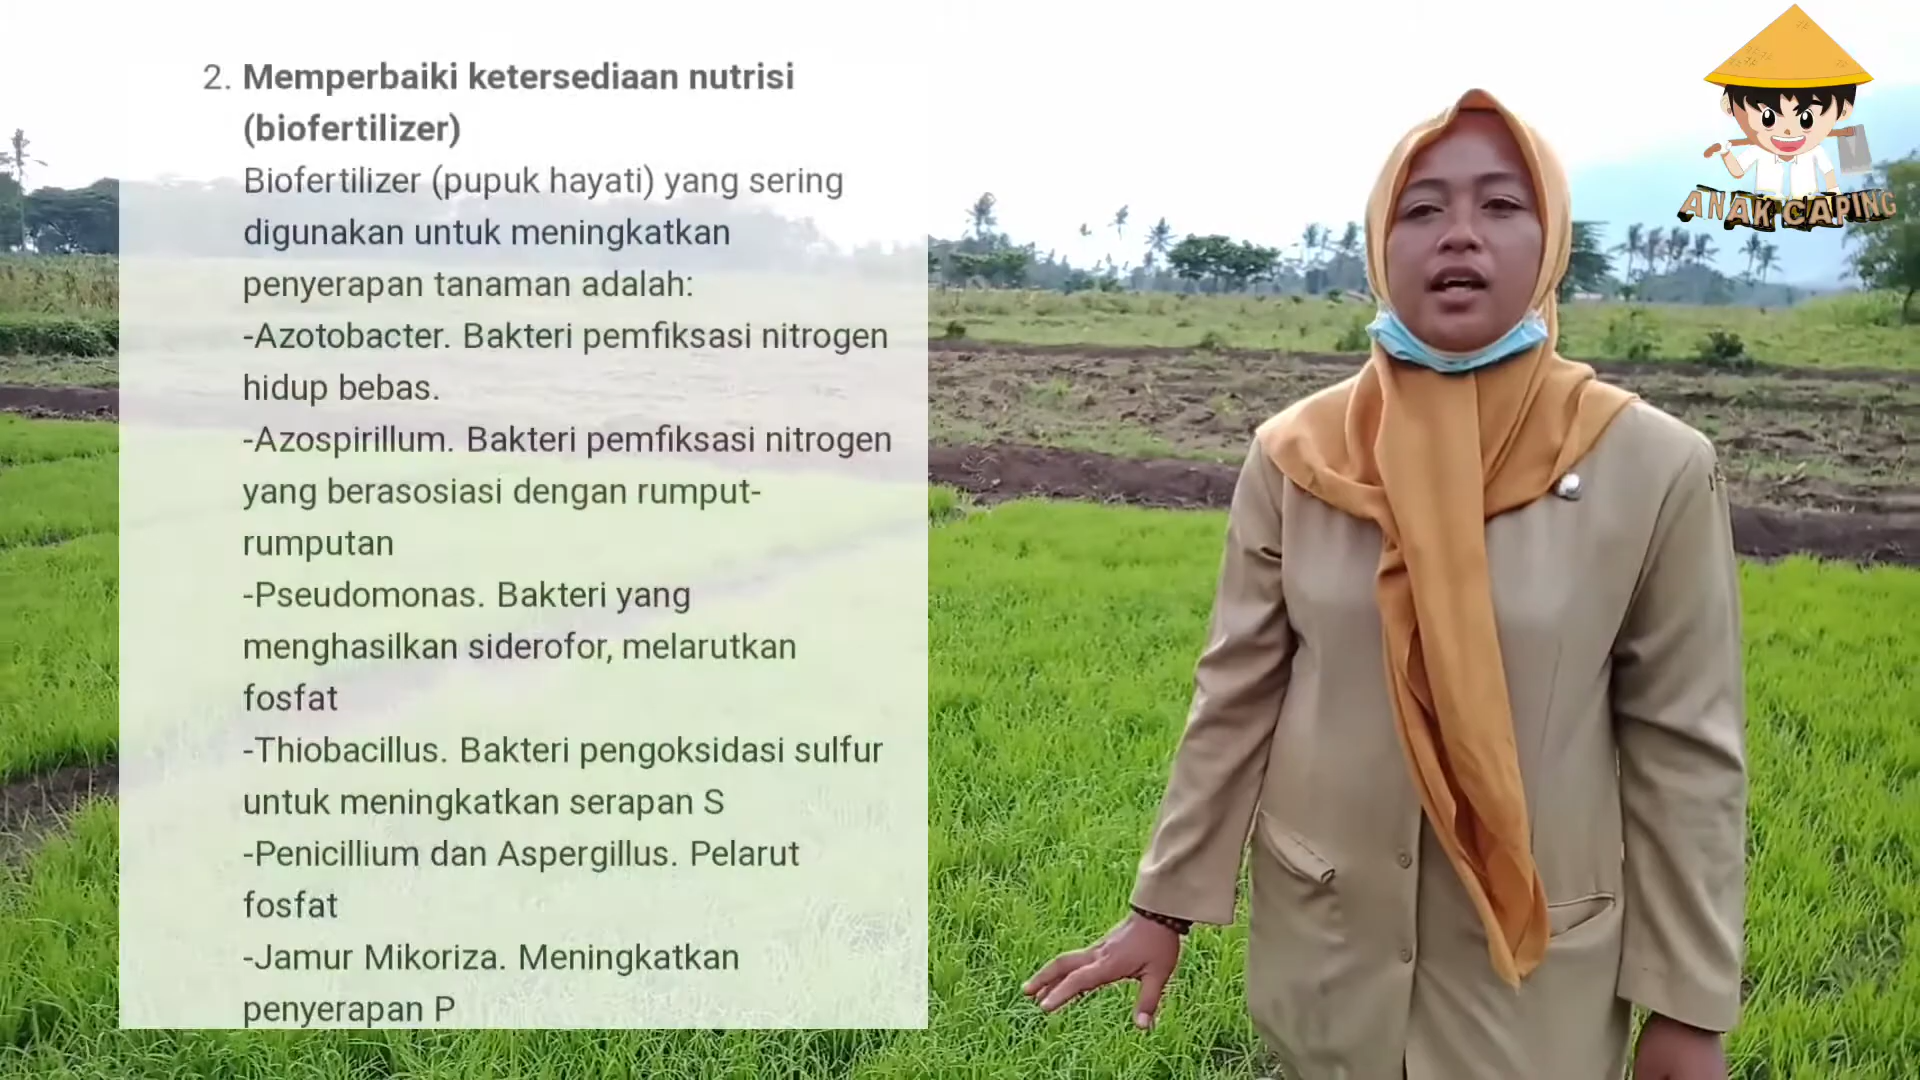 2. Memperbaiki ketersediaan nutrisi
(biofertilizer)
Biofertilizer (pupuk hayati) yang sering
digunakan untuk meningkatkan
penyerapan tanaman adalah:
-Azotobacter. Bakteri pemfiksasi nitrogen
hidup bebas.
-Azospirillum. Bakteri pemfiksasi nitrogen
yang berasosiasi dengan rumput-
rumputan
-Pseudomonas. Bakteri yang
menghasilkan siderofor, melarutkan
fosfat
-Thiobacillus. Bakteri pengoksidasi sulfur
untuk meningkatkan serapan S
-Penicillium dan Aspergillus. Pelarut
fosfat
-Jamur Mikoriza. Meningkatkan
penyerapan P
ANAK CAPING